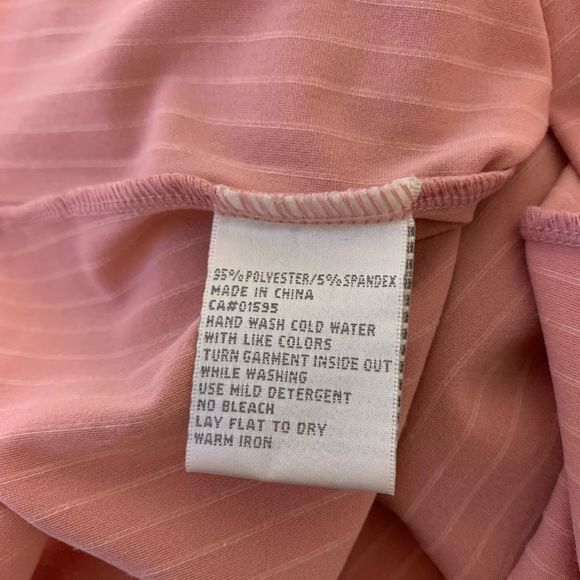 95%POLYESTER/5%SPANDEX
MADE IN CHINA
CA#01595
HAND WASH COLD WATER
WITH LIKE COLORS
TURN GARMENT INSIDE OUT
WHILE WASHING
USE MILD DETERGENT
NO BLEACH
LAY FLAT TO DRY
WARM IRON